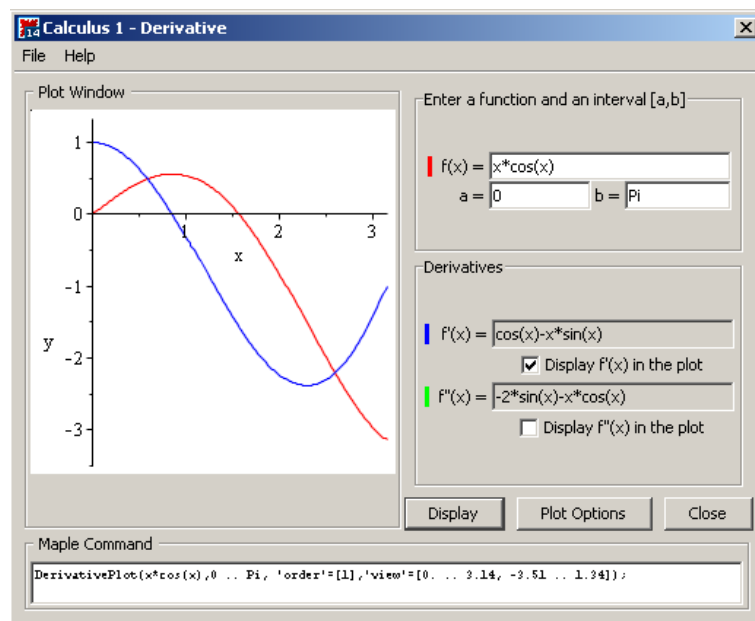 Calculus 1 - Derivative
File Help
Plot Window
1
0
-1
-2
-3
1
2
3
x
y
Enter a function and an interval [a,b]
f(x) = x*cos(x)
a = 0 b = Pi
Derivatives
f'(x) = cos(x)-x*sin(x)
Display f'(x) in the plot
f''(x) = -2*sin(x)-x*cos(x)
Display f''(x) in the plot
Display Plot Options Close
Maple Command
DerivativePlot(x*cos(x),0 .. Pi, 'order'=[1],'view'=[0. .. 3.14, -3.51 .. 1.34]);